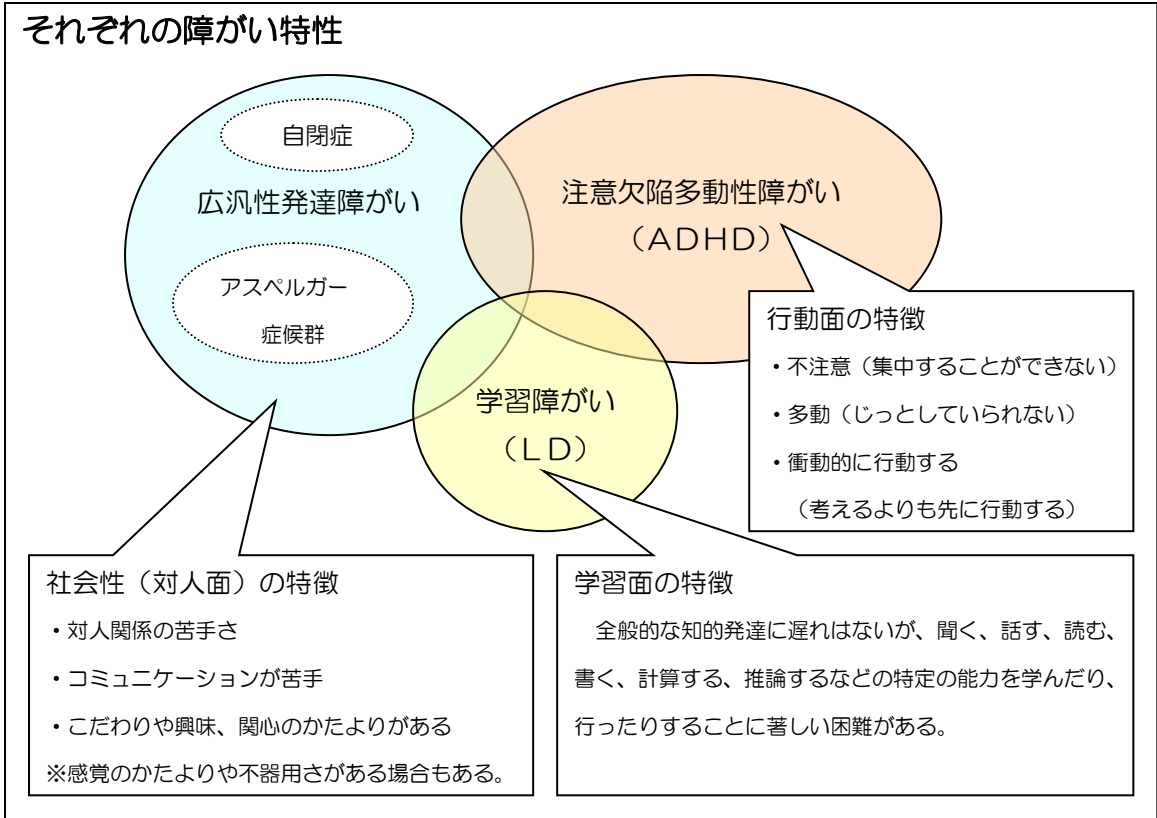 それぞれの障がい特性
自閉症
広汎性発達障がい
アスペルガー
症候群
注意欠陥多動性障がい
（ＡＤＨＤ）
学習障がい
（ＬＤ）
行動面の特徴
・不注意（集中することができない）
・多動（じっとしていられない）
・衝動的に行動する
（考えるよりも先に行動する）
社会性（対人面）の特徴
・対人関係の苦手さ
・コミュニケーションが苦手
・こだわりや興味、関心のかたよりがある
※感覚のかたよりや不器用さがある場合もある。
学習面の特徴
全般的な知的発達に遅れはないが、聞く、話す、読む、
書く、計算する、推論するなどの特定の能力を学んだり、
行ったりすることに著しい困難がある。